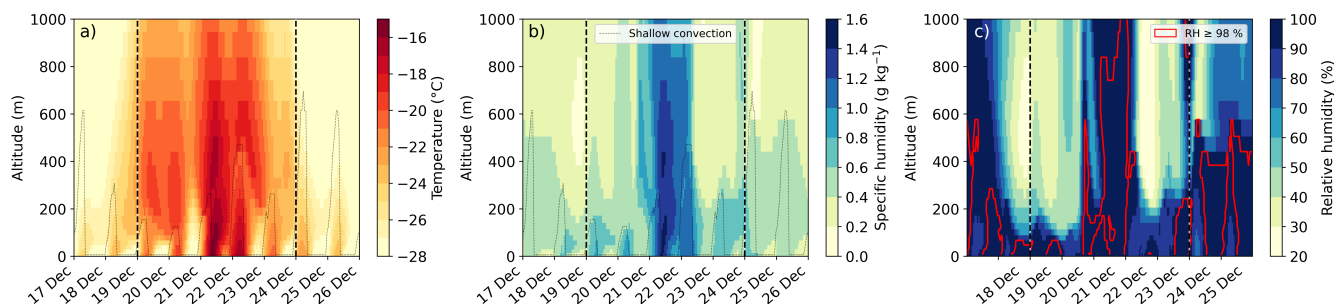 a)
1000
800
600
400
200
0
Altitude (m)
17 Dec
18 Dec
19 Dec
20 Dec
21 Dec
22 Dec
23 Dec
24 Dec
25 Dec
26 Dec
−16
−18
−20
−22
−24
−26
−28
Temperature (°C)
b)
Shallow convection
1000
800
600
400
200
0
Altitude (m)
17 Dec
18 Dec
19 Dec
20 Dec
21 Dec
22 Dec
23 Dec
24 Dec
25 Dec
26 Dec
1.6
1.4
1.2
1.0
0.8
0.6
0.4
0.2
0.0
Specific humidity (g kg⁻¹)
c)
RH ≥ 98 %
1000
800
600
400
200
0
Altitude (m)
18 Dec
19 Dec
20 Dec
21 Dec
22 Dec
23 Dec
24 Dec
25 Dec
100
90
80
70
60
50
40
30
20
Relative humidity (%)